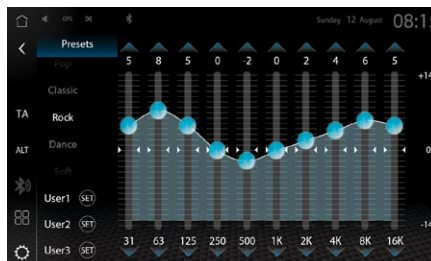 GPS Sunday 12 August 08:15
Presets
5 8 5 0 -2 0 2 4 6 5
Pop
+14
Classic
TA
Rock
ALT
Dance
0
Soft
User1 SET
User2 SET
-14
User3 SET
31 63 125 250 500 1K 2K 4K 8K 16K